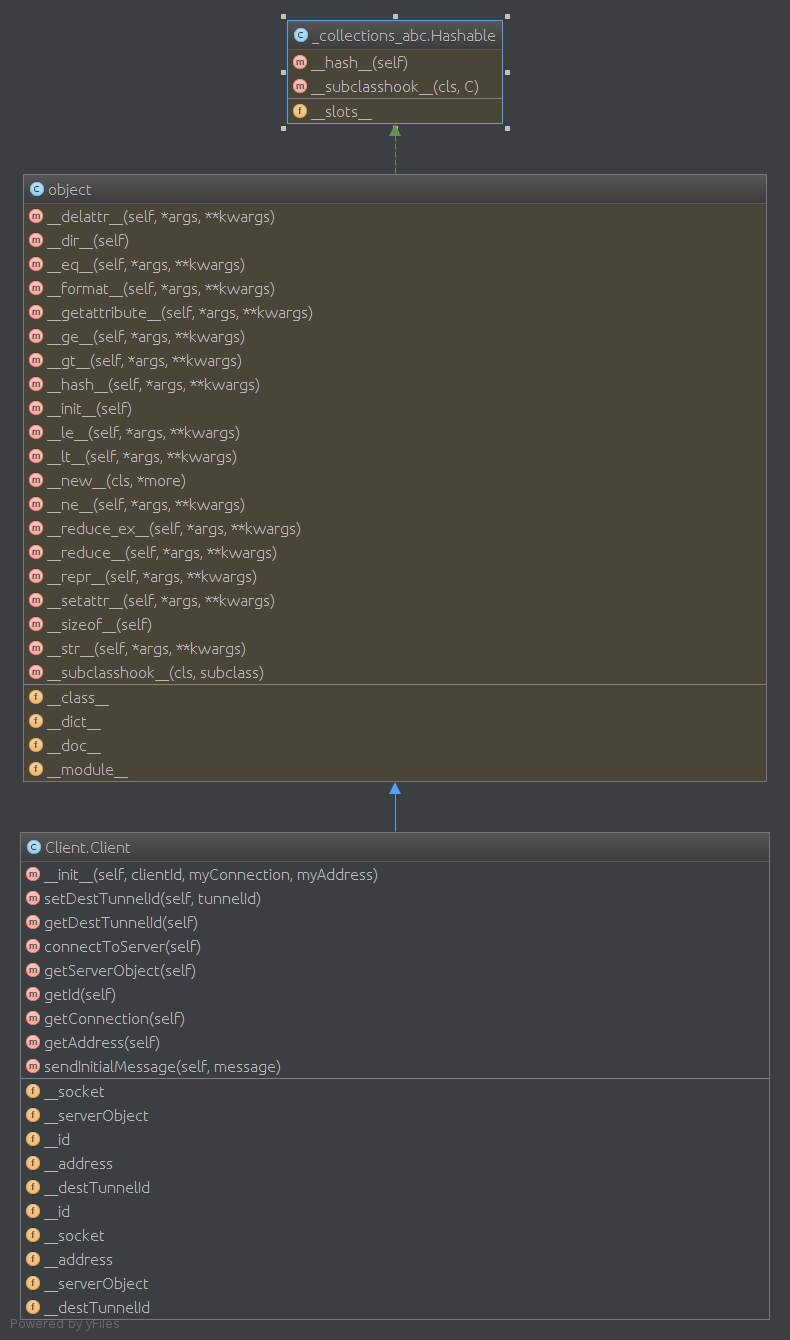 _collections_abc.Hashable
__hash__(self)
__subclasshook__(cls, C)
__slots__
object
__delattr__(self, *args, **kwargs)
__dir__(self)
__eq__(self, *args, **kwargs)
__format__(self, *args, **kwargs)
__getattribute__(self, *args, **kwargs)
__ge__(self, *args, **kwargs)
__gt__(self, *args, **kwargs)
__hash__(self, *args, **kwargs)
__init__(self)
__le__(self, *args, **kwargs)
__lt__(self, *args, **kwargs)
__new__(cls, *more)
__ne__(self, *args, **kwargs)
__reduce_ex__(self, *args, **kwargs)
__reduce__(self, *args, **kwargs)
__repr__(self, *args, **kwargs)
__setattr__(self, *args, **kwargs)
__sizeof__(self)
__str__(self, *args, **kwargs)
__subclasshook__(cls, subclass)
__class__
__dict__
__doc__
__module__
Client.Client
__init__(self, clientId, myConnection, myAddress)
setDestTunnelId(self, tunnelId)
getDestTunnelId(self)
connectToServer(self)
getServerObject(self)
getId(self)
getConnection(self)
getAddress(self)
sendInitialMessage(self, message)
__socket
__serverObject
__id
__address
__destTunnelId
__id
__socket
__address
__serverObject
__destTunnelId
Powered by yFiles